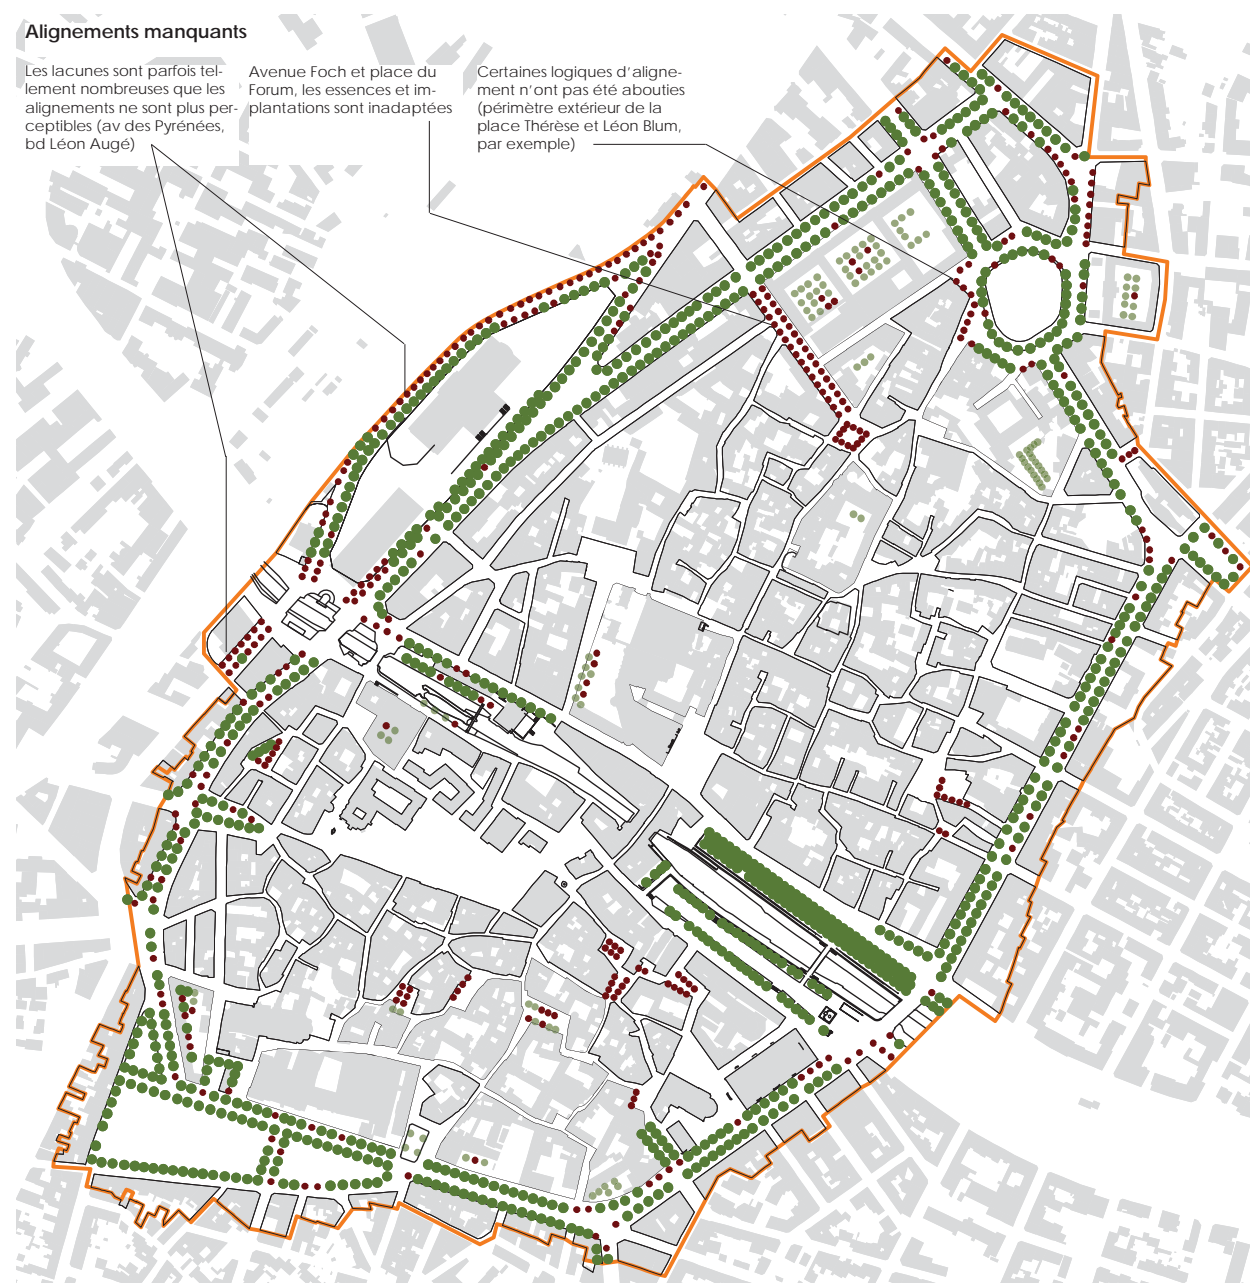 Alignements manquants
Les lacunes sont parfois tel-
lement nombreuses que les
alignements ne sont plus per-
ceptibles (av des Pyrénées,
bd Léon Augé)
Avenue Foch et place du
Forum, les essences et im-
plantations sont inadaptées
Certaines logiques d'aligne-
ment n'ont pas été abouties
(périmètre extérieur de la
place Thérèse et Léon Blum,
par exemple)